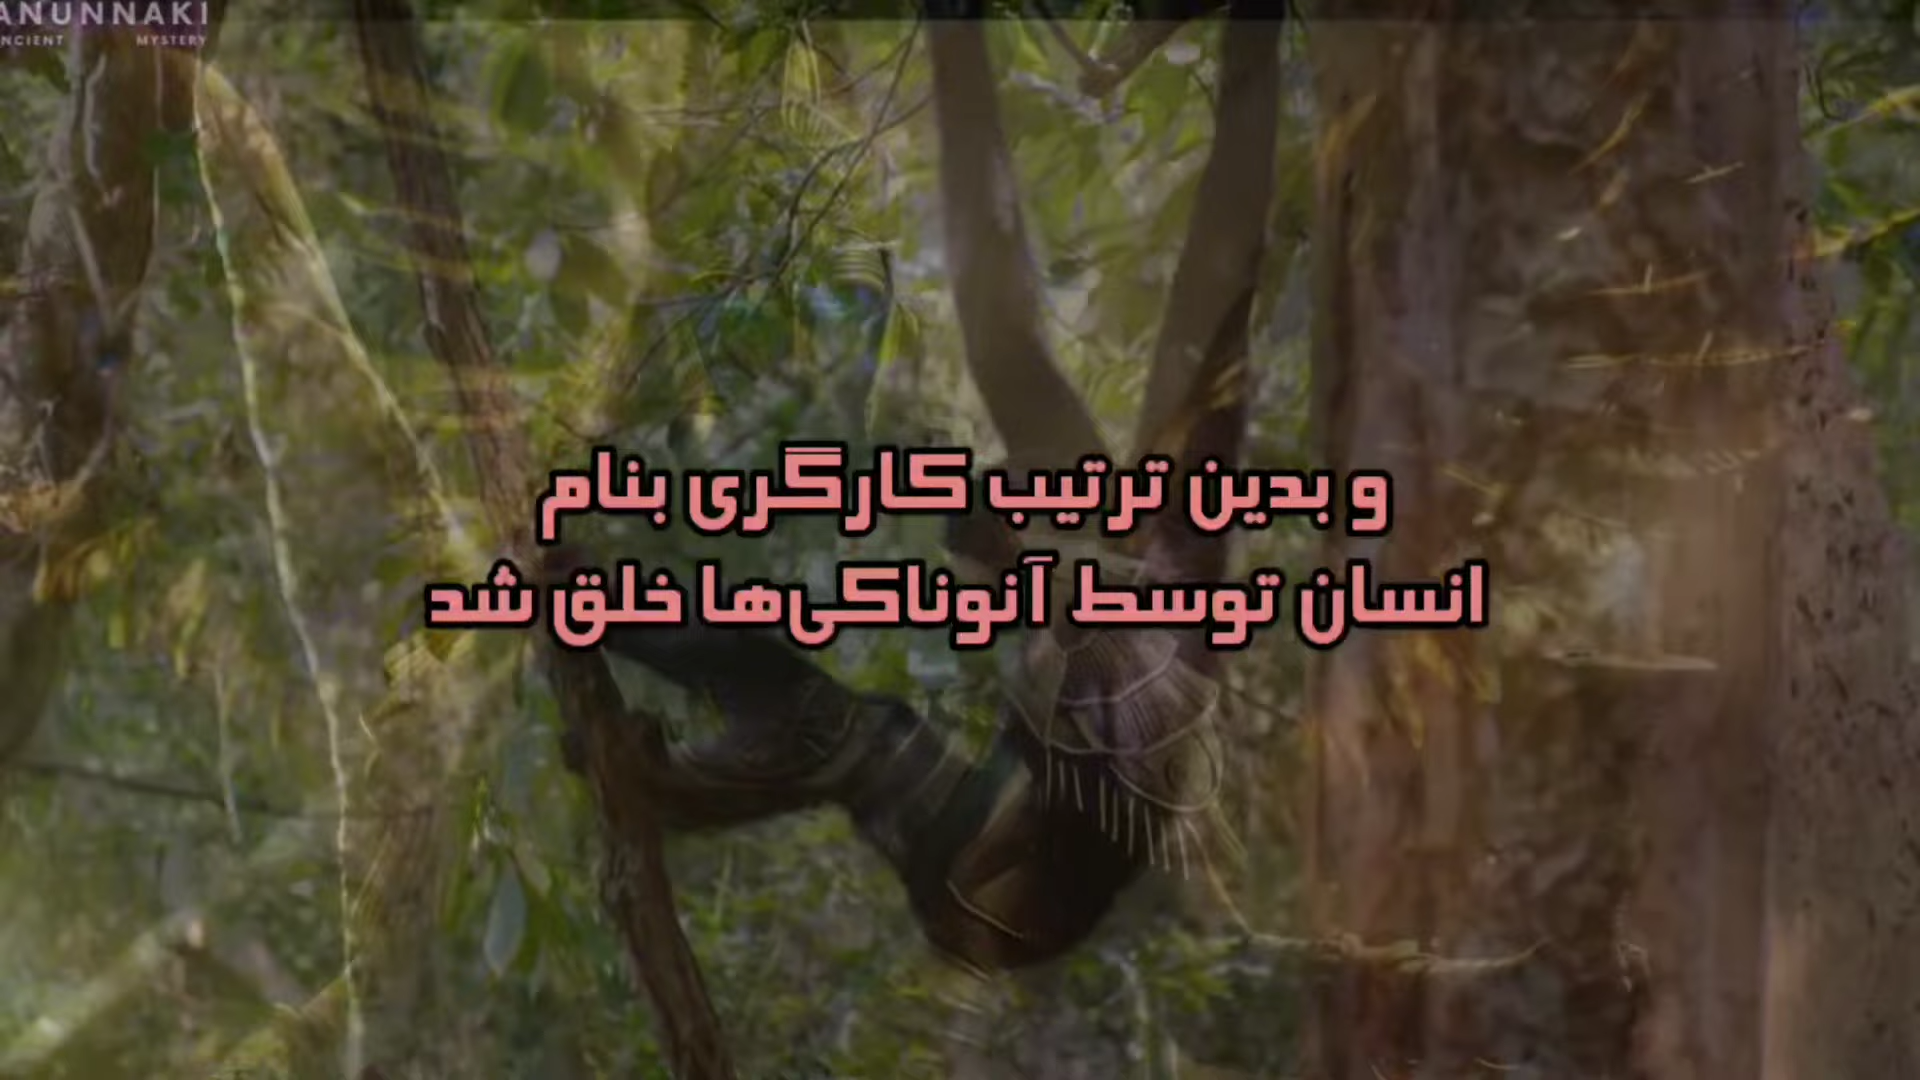 ANUNNAKI
NCIENT MYSTERY
و بدین ترتیب کارگری بنام
انسان توسط آنوناکی‌ها خلق شد